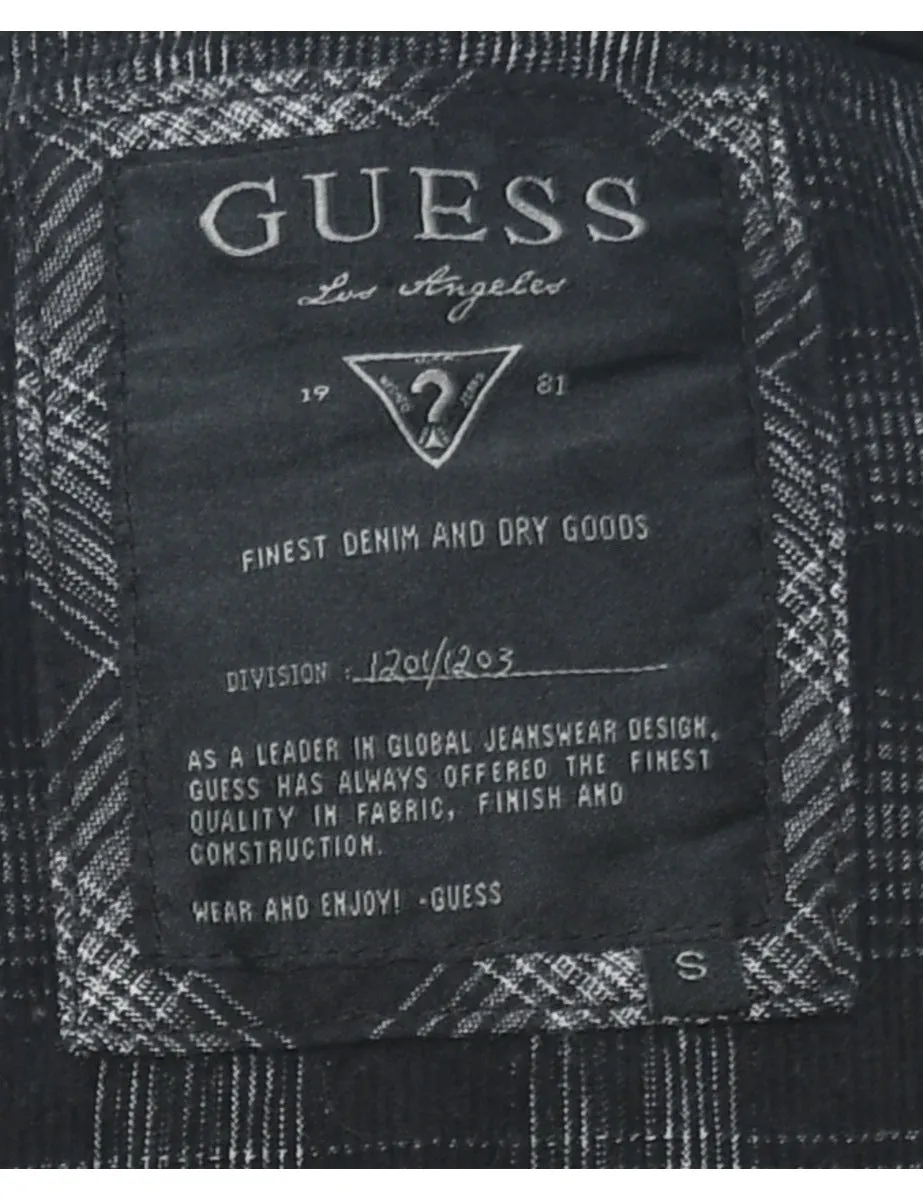 GUESS
Los Angeles
19 ? 81
FINEST DENIM AND DRY GOODS
DIVISION : 1201/1203
AS A LEADER IN GLOBAL JEANSWEAR DESIGN,
GUESS HAS ALWAYS OFFERED THE FINEST
QUALITY IN FABRIC, FINISH AND
CONSTRUCTION.
WEAR AND ENJOY! -GUESS
S